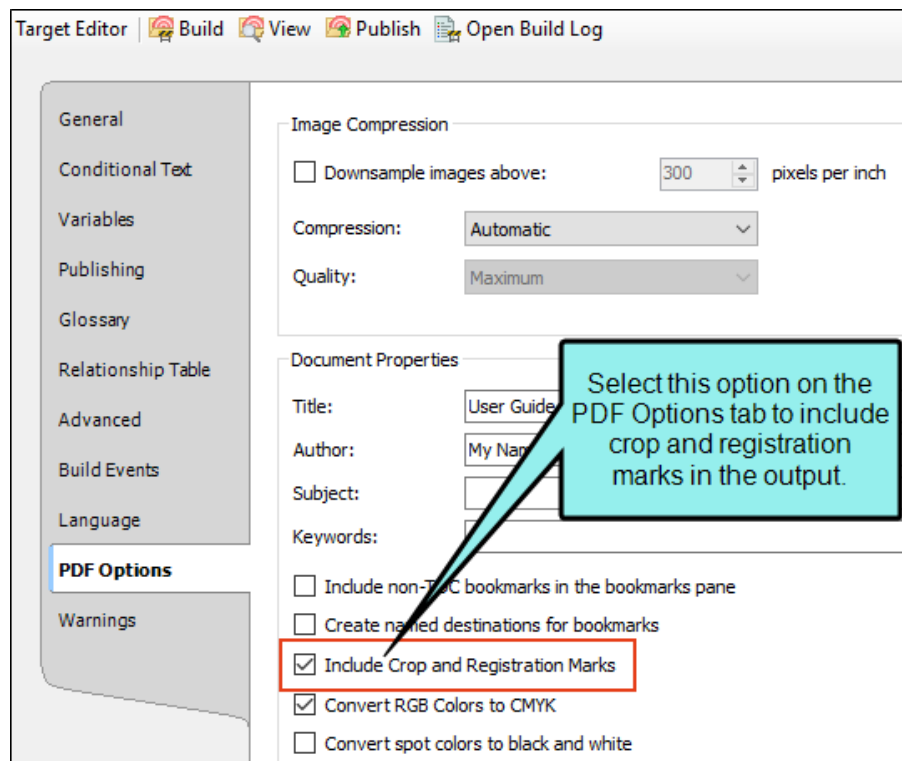 Target Editor Build View Publish Open Build Log
General
Conditional Text
Variables
Publishing
Glossary
Relationship Table
Advanced
Build Events
Language
PDF Options
Warnings
Image Compression
Downsample images above: 300 pixels per inch
Compression: Automatic
Quality: Maximum
Document Properties
Title: User Guide
Author: My
Subject:
Keywords:
Select this option on the
PDF Options tab to include
crop and registration
marks in the output.
Include bookmarks in the bookmarks pane
Create named destinations for bookmarks
Include Crop and Registration Marks
Convert RGB Colors to CMYK
Convert spot colors to black and white